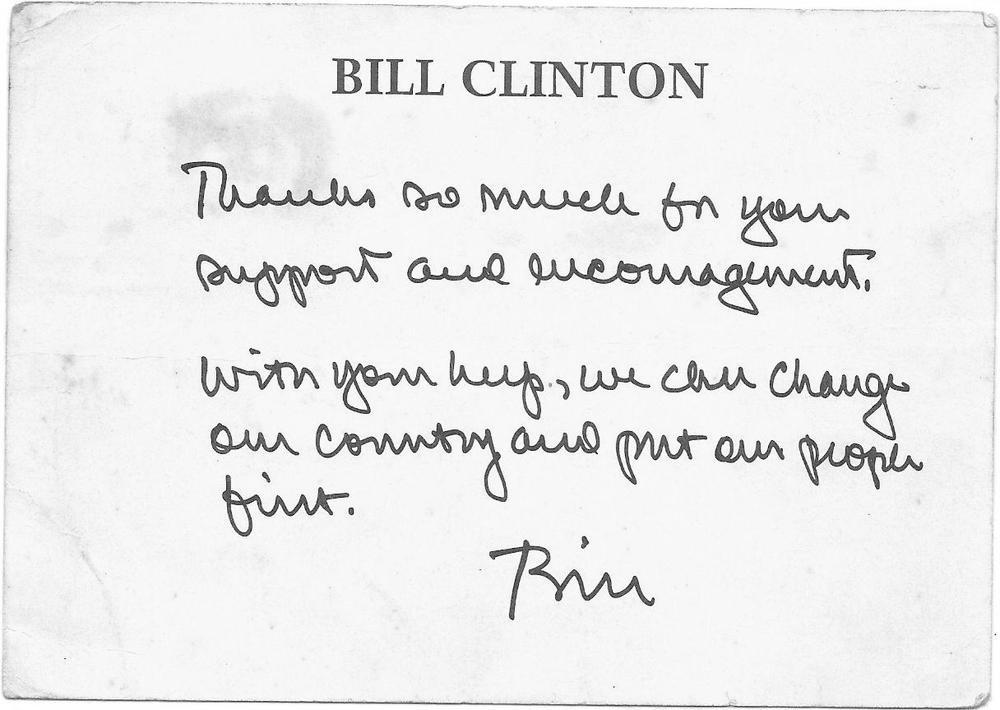 BILL CLINTON
Thanks so much for your
support and encouragement.
With your help, we can change
our country and put our people
first.
Bill